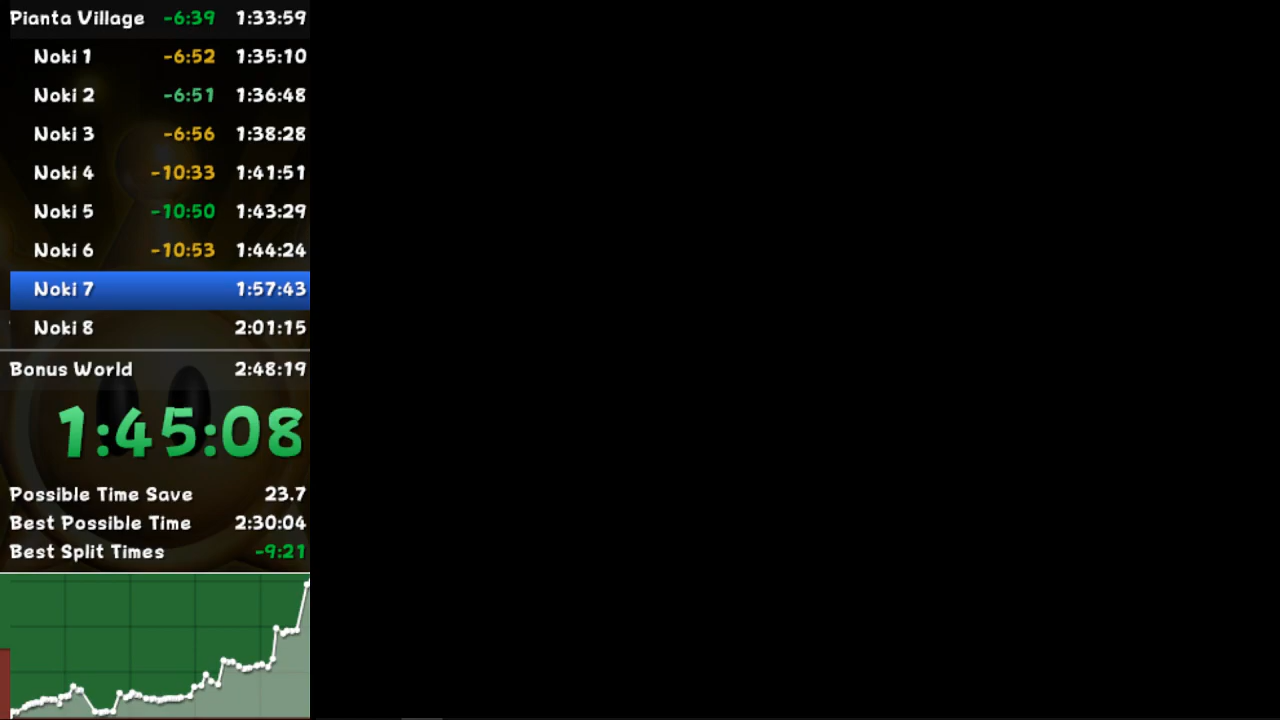 Pianta Village -6:39 1:33:59
Noki 1 -6:52 1:35:10
Noki 2 -6:51 1:36:48
Noki 3 -6:56 1:38:28
Noki 4 -10:33 1:41:51
Noki 5 -10:50 1:43:29
Noki 6 -10:53 1:44:24
Noki 7 1:57:43
Noki 8 2:01:15
Bonus World 2:48:19
1:45:08
Possible Time Save 23.7
Best Possible Time 2:30:04
Best Split Times -9:21